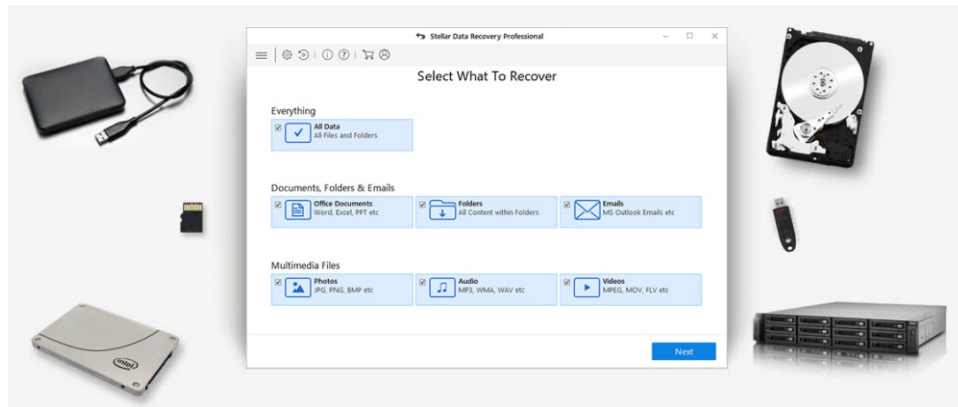 Stellar Data Recovery Professional
Select What To Recover
Everything
All Data
All Files and Folders
Documents, Folders & Emails
Office Documents
Word, Excel, PPT etc
Folders
All Content within Folders
Emails
MS Outlook Emails etc
Multimedia Files
Photos
JPG, PNG, BMP etc
Audio
MP3, WMA, WAV etc
Videos
MPEG, MOV, FLV etc
Next
intel